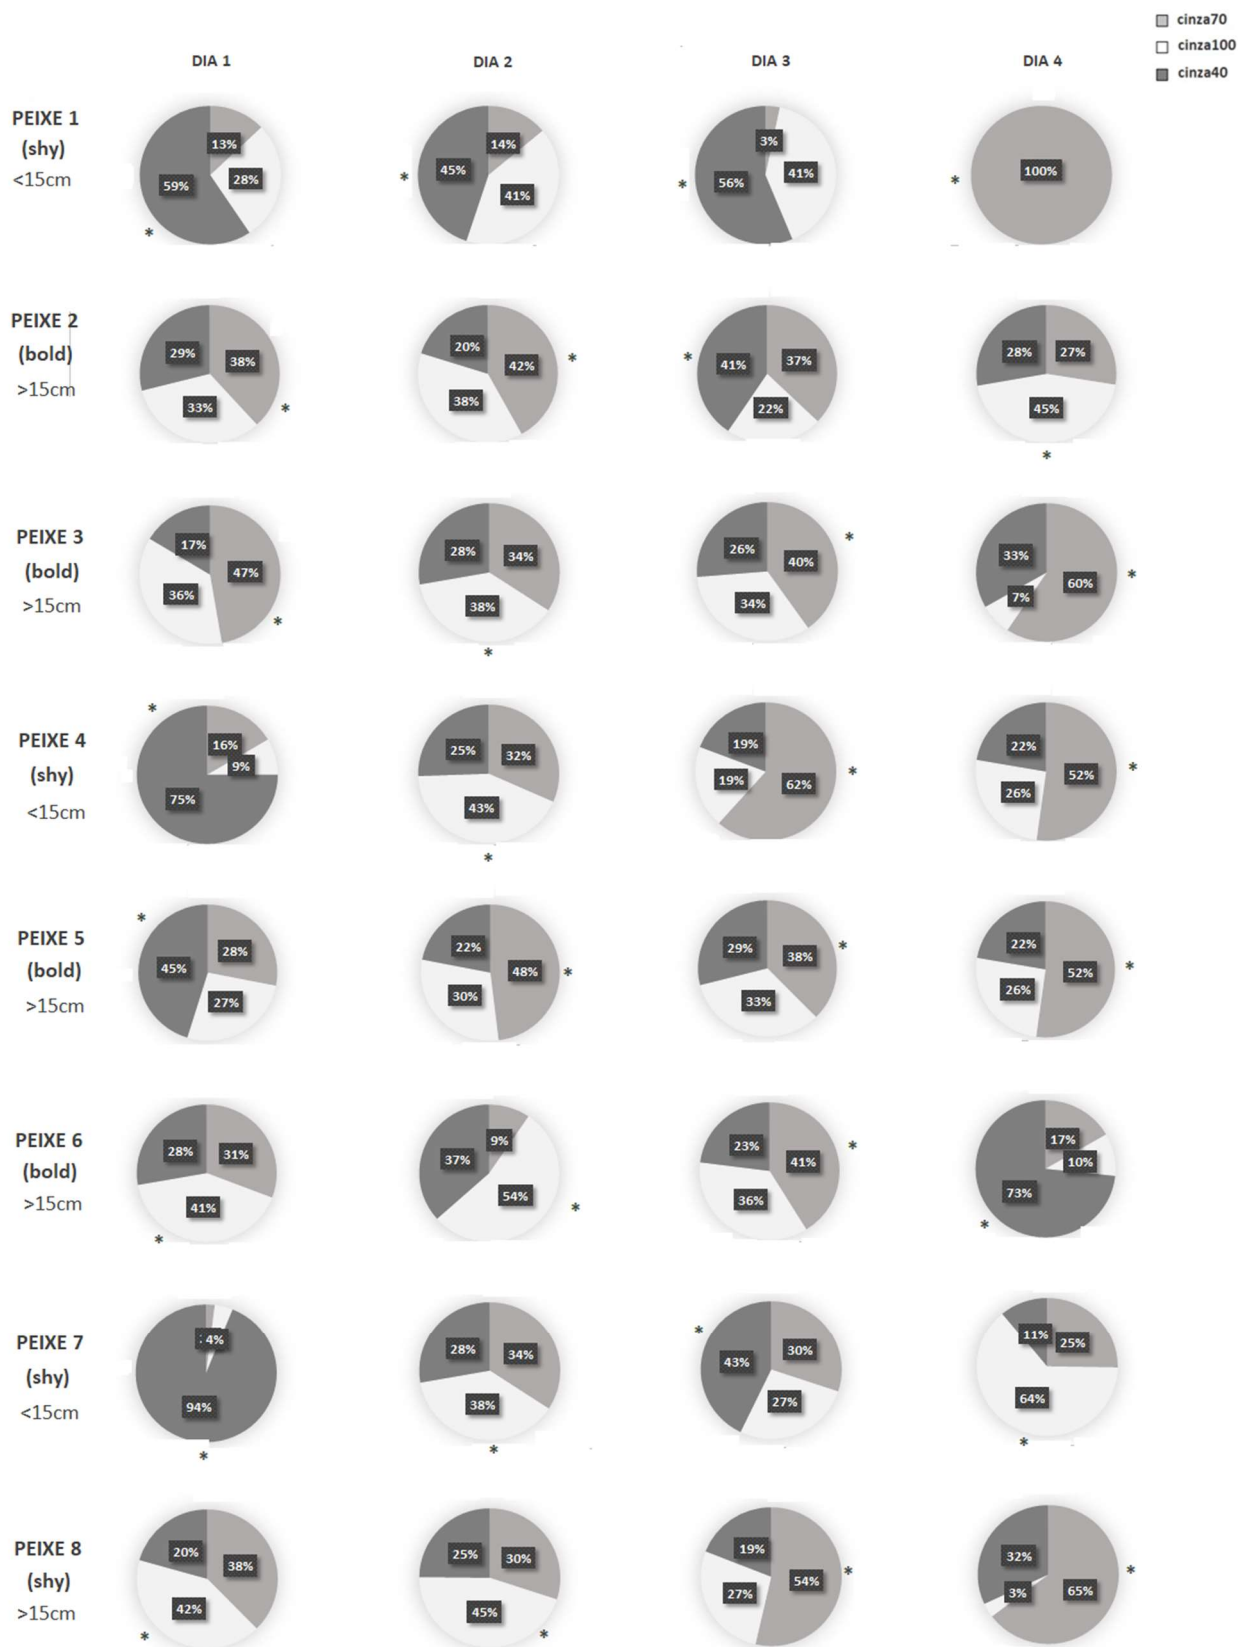 cinza70
cinza100
cinza40
DIA 1 DIA 2 DIA 3 DIA 4
PEIXE 1
(shy)
<15cm
13% 28% 59% *
14% 41% 45% *
3% 41% 56% *
100% *
PEIXE 2
(bold)
>15cm
29% 38% 33% *
20% 42% 38% *
41% 37% 22% *
28% 27% 45% *
PEIXE 3
(bold)
>15cm
17% 47% 36% *
28% 34% 38% *
26% 40% 34% *
33% 60% 7% *
PEIXE 4
(shy)
<15cm
16% 9% 75% *
25% 32% 43% *
19% 19% 62% *
22% 52% 26% *
PEIXE 5
(bold)
>15cm
45% 28% 27% *
22% 48% 30% *
29% 38% 33% *
22% 52% 26% *
PEIXE 6
(bold)
>15cm
28% 31% 41% *
37% 9% 54% *
23% 41% 36% *
17% 10% 73% *
PEIXE 7
(shy)
<15cm
4% 94% *
28% 34% 38% *
43% 30% 27% *
11% 25% 64% *
PEIXE 8
(shy)
>15cm
20% 38% 42% *
25% 30% 45% *
19% 54% 27% *
32% 3% 65% *